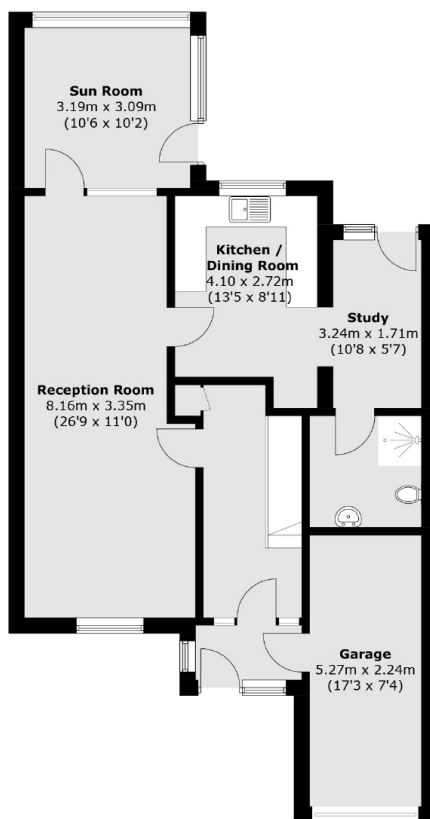 Sun Room
3.19m x 3.09m
(10'6 x 10'2)
Kitchen /
Dining Room
4.10 x 2.72m
(13'5 x 8'11)
Study
3.24m x 1.71m
(10'8 x 5'7)
Reception Room
8.16m x 3.35m
(26'9 x 11'0)
Garage
5.27m x 2.24m
(17'3 x 7'4)